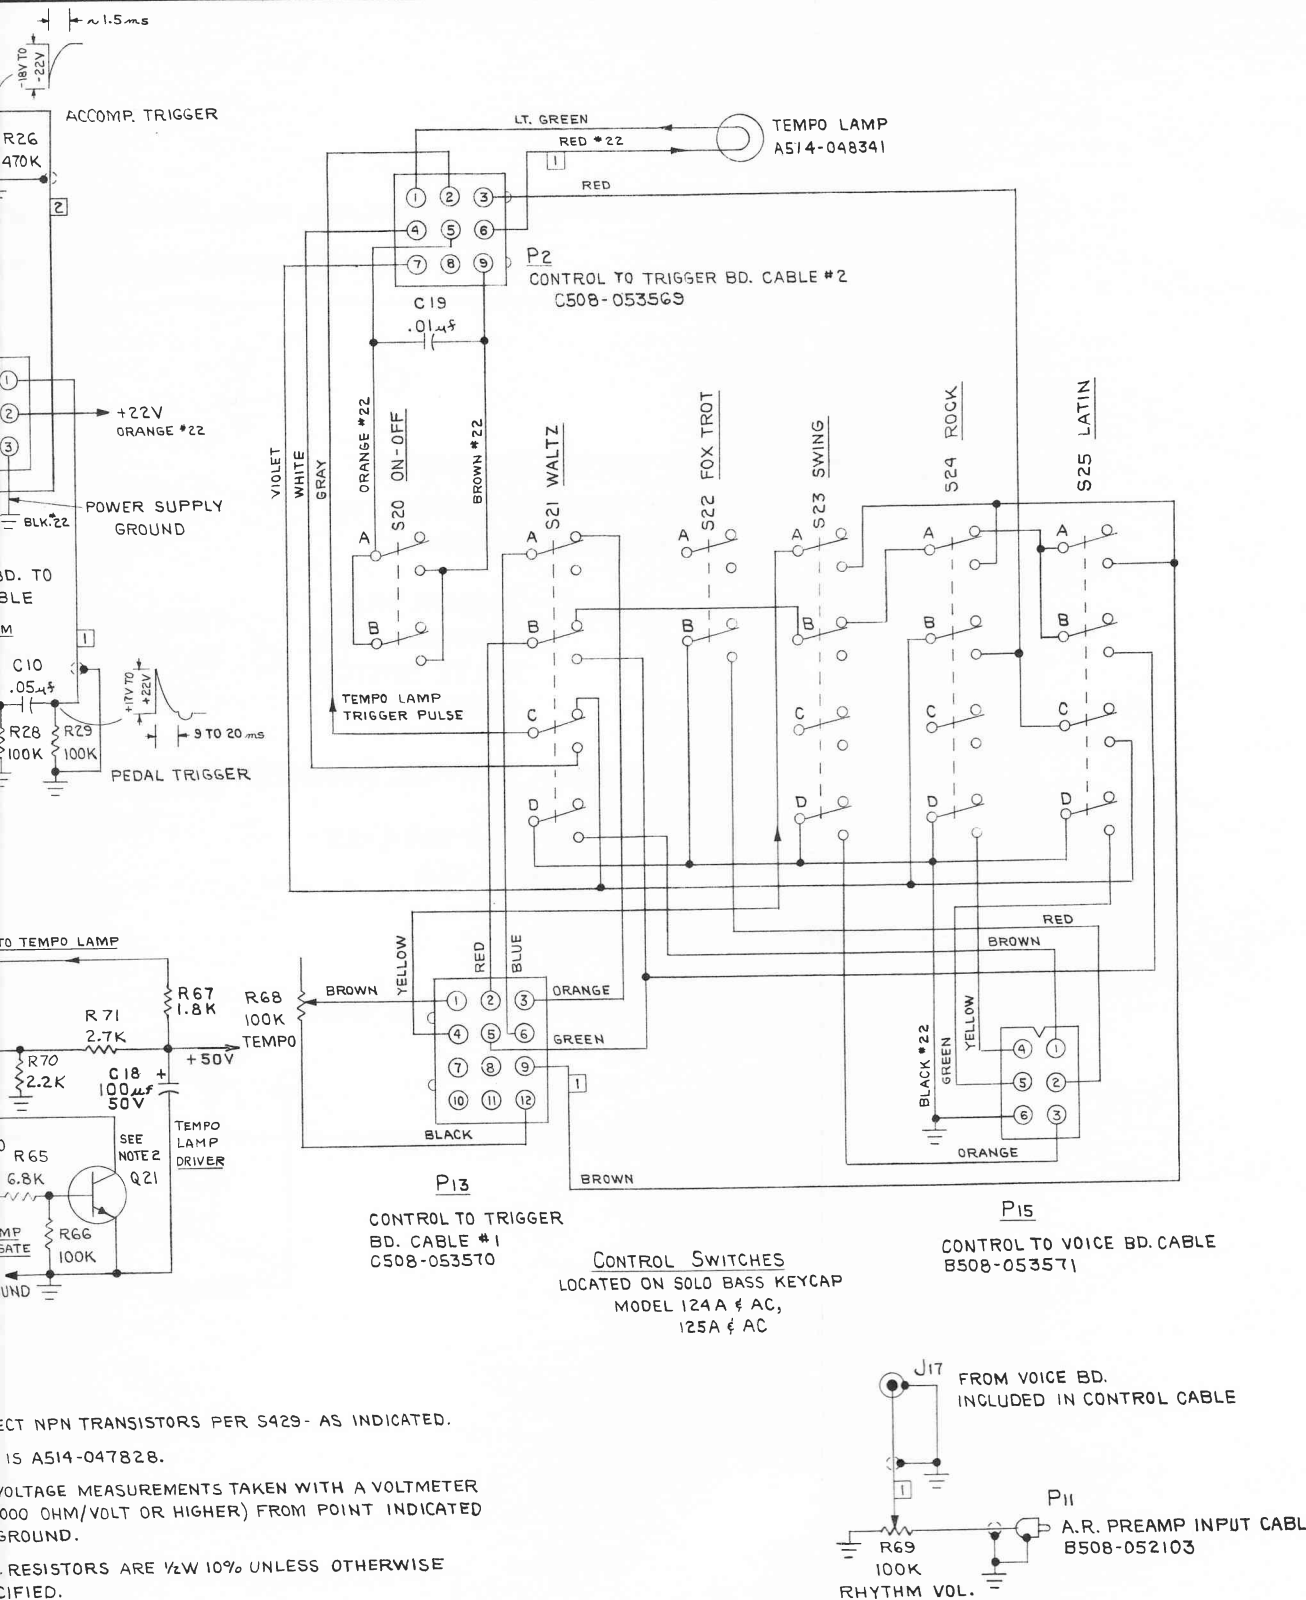 ~1.5ms
-18V TO
-22V
ACCOMP. TRIGGER
R26
470K
2
LT. GREEN
RED #22
1
TEMPO LAMP
A514-048341
RED
1 2 3
4 5 6
7 8 9
P2
CONTROL TO TRIGGER BD. CABLE #2
C508-053569
C19
.01µf
1
2
3
+22V
ORANGE #22
POWER SUPPLY
GROUND
BLK.#22
VIOLET
WHITE
GRAY
ORANGE #22
S20 ON-OFF
BROWN #22
S21 WALTZ
S22 FOX TROT
S23 SWING
S24 ROCK
S25 LATIN
A A A A A A
B B B B B B
C C C C
D D D D
BD. TO
BLE
M
1
C10
.05µf
+17V TO
+22V
R28
100K
R29
100K
9 TO 20 ms
PEDAL TRIGGER
TEMPO LAMP
TRIGGER PULSE
TO TEMPO LAMP
R67
1.8K
R71
2.7K
+50V
R70
2.2K
C18 +
100µf
50V
R68
100K
TEMPO
BROWN
YELLOW
RED
BLUE
ORANGE
GREEN
1 2 3
4 5 6
7 8 9
10 11 12
1
BLACK
BROWN
RED
BROWN
BLACK #22
GREEN
YELLOW
4 1
5 2
6 3
ORANGE
TEMPO
LAMP
DRIVER
SEE
NOTE 2
Q21
R65
6.8K
R66
100K
MP
GATE
UND
P13
CONTROL TO TRIGGER
BD. CABLE #1
C508-053570
P15
CONTROL TO VOICE BD. CABLE
B508-053571
CONTROL SWITCHES
LOCATED ON SOLO BASS KEYCAP
MODEL 124A & AC,
125A & AC
J17
FROM VOICE BD.
INCLUDED IN CONTROL CABLE
1
P11
A.R. PREAMP INPUT CABL
B508-052103
R69
100K
RHYTHM VOL.
ECT NPN TRANSISTORS PER S429- AS INDICATED.
IS A514-047828.
VOLTAGE MEASUREMENTS TAKEN WITH A VOLTMETER
000 OHM/VOLT OR HIGHER) FROM POINT INDICATED
GROUND.
. RESISTORS ARE ½W 10% UNLESS OTHERWISE
CIFIED.